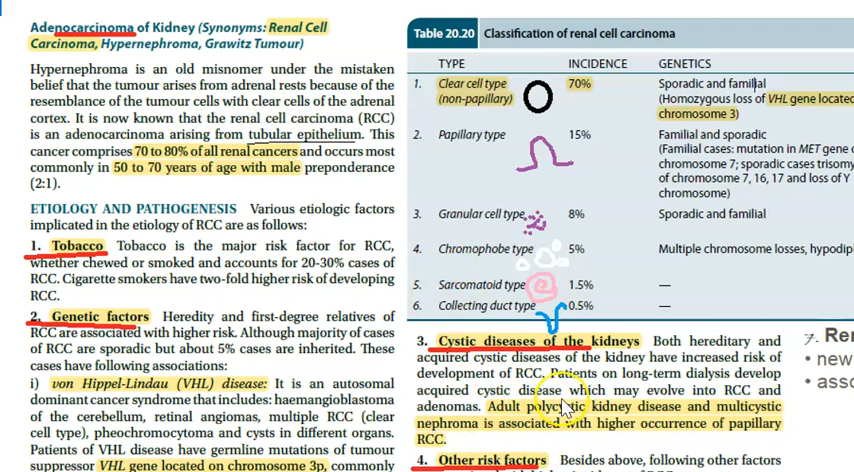 Adenocarcinoma of Kidney (Synonyms: Renal Cell
Carcinoma, Hypernephroma, Grawitz Tumour)
Hypernephroma is an old misnomer under the mistaken
belief that the tumour arises from adrenal rests because of the
resemblance of the tumour cells with clear cells of the adrenal
cortex. It is now known that the renal cell carcinoma (RCC)
is an adenocarcinoma arising from tubular epithelium. This
cancer comprises 70 to 80% of all renal cancers and occurs most
commonly in 50 to 70 years of age with male preponderance
(2:1).
ETIOLOGY AND PATHOGENESIS Various etiologic factors
implicated in the etiology of RCC are as follows:
1. Tobacco Tobacco is the major risk factor for RCC,
whether chewed or smoked and accounts for 20-30% cases of
RCC. Cigarette smokers have two-fold higher risk of developing
RCC.
2. Genetic factors Heredity and first-degree relatives of
RCC are associated with higher risk. Although majority of cases
of RCC are sporadic but about 5% cases are inherited. These
cases have following associations:
i) von Hippel-Lindau (VHL) disease: It is an autosomal
dominant cancer syndrome that includes: haemangioblastoma
of the cerebellum, retinal angiomas, multiple RCC (clear
cell type), pheochromocytoma and cysts in different organs.
Patients of VHL disease have germline mutations of tumour
suppressor VHL gene located on chromosome 3p, commonly
Table 20.20 Classification of renal cell carcinoma
TYPE INCIDENCE GENETICS
1. Clear cell type 70% Sporadic and familial
(non-papillary) (Homozygous loss of VHL gene located
chromosome 3)
2. Papillary type 15% Familial and sporadic
(Familial cases: mutation in MET gene o
chromosome 7; sporadic cases trisomy
of chromosome 7, 16, 17 and loss of Y
chromosome)
3. Granular cell type 8% Sporadic and familial
4. Chromophobe type 5% Multiple chromosome losses, hypodip
5. Sarcomatoid type 1.5% —
6. Collecting duct type 0.5% —
3. Cystic diseases of the kidneys Both hereditary and
acquired cystic diseases of the kidney have increased risk of
development of RCC. Patients on long-term dialysis develop
acquired cystic disease which may evolve into RCC and
adenomas. Adult polycystic kidney disease and multicystic
nephroma is associated with higher occurrence of papillary
RCC.
4. Other risk factors Besides above, following other factors
7. Ren
• new
• asso